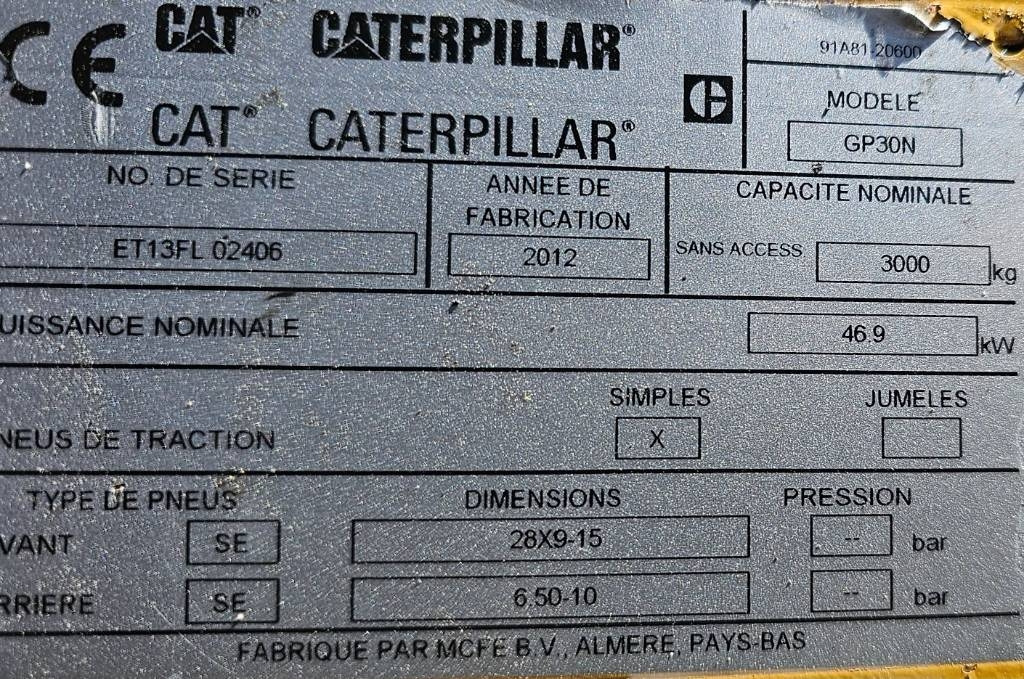 CE CAT® CATERPILLAR®
CAT® CATERPILLAR®
91A81-20600
MODELE
GP30N
NO. DE SERIE
ET13FL 02406
ANNEE DE
FABRICATION
2012
CAPACITE NOMINALE
SANS ACCESS 3000 kg
UISSANCE NOMINALE 46.9 kW
SIMPLES JUMELES
NEUS DE TRACTION X
TYPE DE PNEUS DIMENSIONS PRESSION
VANT SE 28X9-15 -- bar
RRIERE SE 6.50-10 -- bar
FABRIQUE PAR MCFE B.V., ALMERE, PAYS-BAS